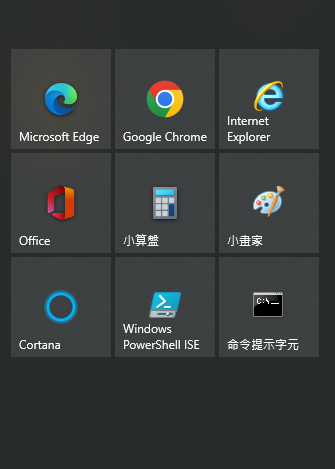 Microsoft Edge
Google Chrome
Internet
Explorer
Office
小算盤
小畫家
Cortana
Windows
PowerShell ISE
C:\_
命令提示字元